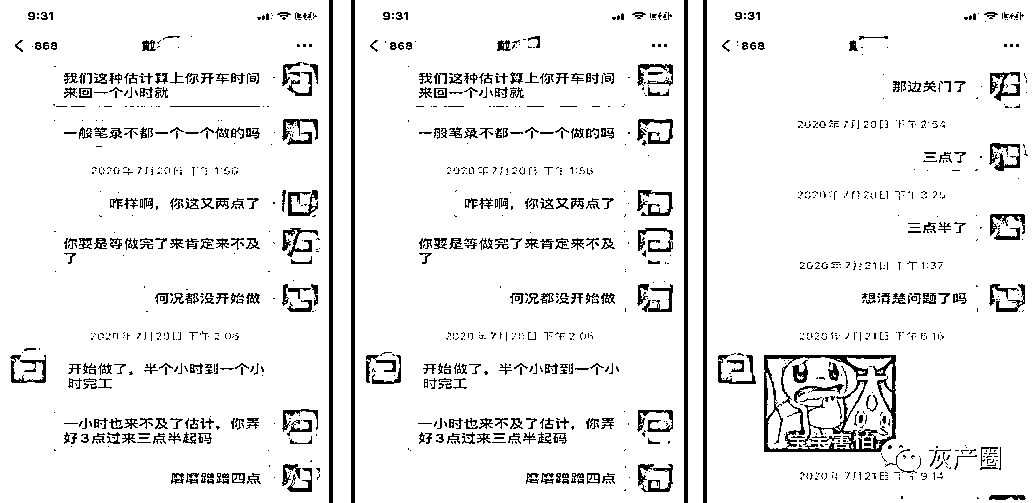 9:31
868
戴
我们这种估计算上你开车时间
来回一个小时就
一般笔录不都一个一个做的吗
2020年7月20日 下午1:56
咋样啊，你这又两点了
你要是等做完了来肯定来不及
了
何况都没开始做
2020年7月20日 下午2:06
开始做了，半个小时到一个小
时完工
一小时也来不及了估计，你弄
好3点过来三点半起码
磨磨蹭蹭四点
9:31
868
戴
我们这种估计算上你开车时间
来回一个小时就
一般笔录不都一个一个做的吗
2020年7月20日 下午1:56
咋样啊，你这又两点了
你要是等做完了来肯定来不及
了
何况都没开始做
2020年7月20日 下午2:06
开始做了，半个小时到一个小
时完工
一小时也来不及了估计，你弄
好3点过来三点半起码
磨磨蹭蹭四点
9:31
868
那边关门了
2020年7月20日 下午2:54
三点了
2020年7月20日 下午3:25
三点半了
2020年7月21日 下午1:37
想清楚问题了吗
2020年7月21日 下午6:16
宝宝害怕
2020年7月21日 下午9:14
灰产圈